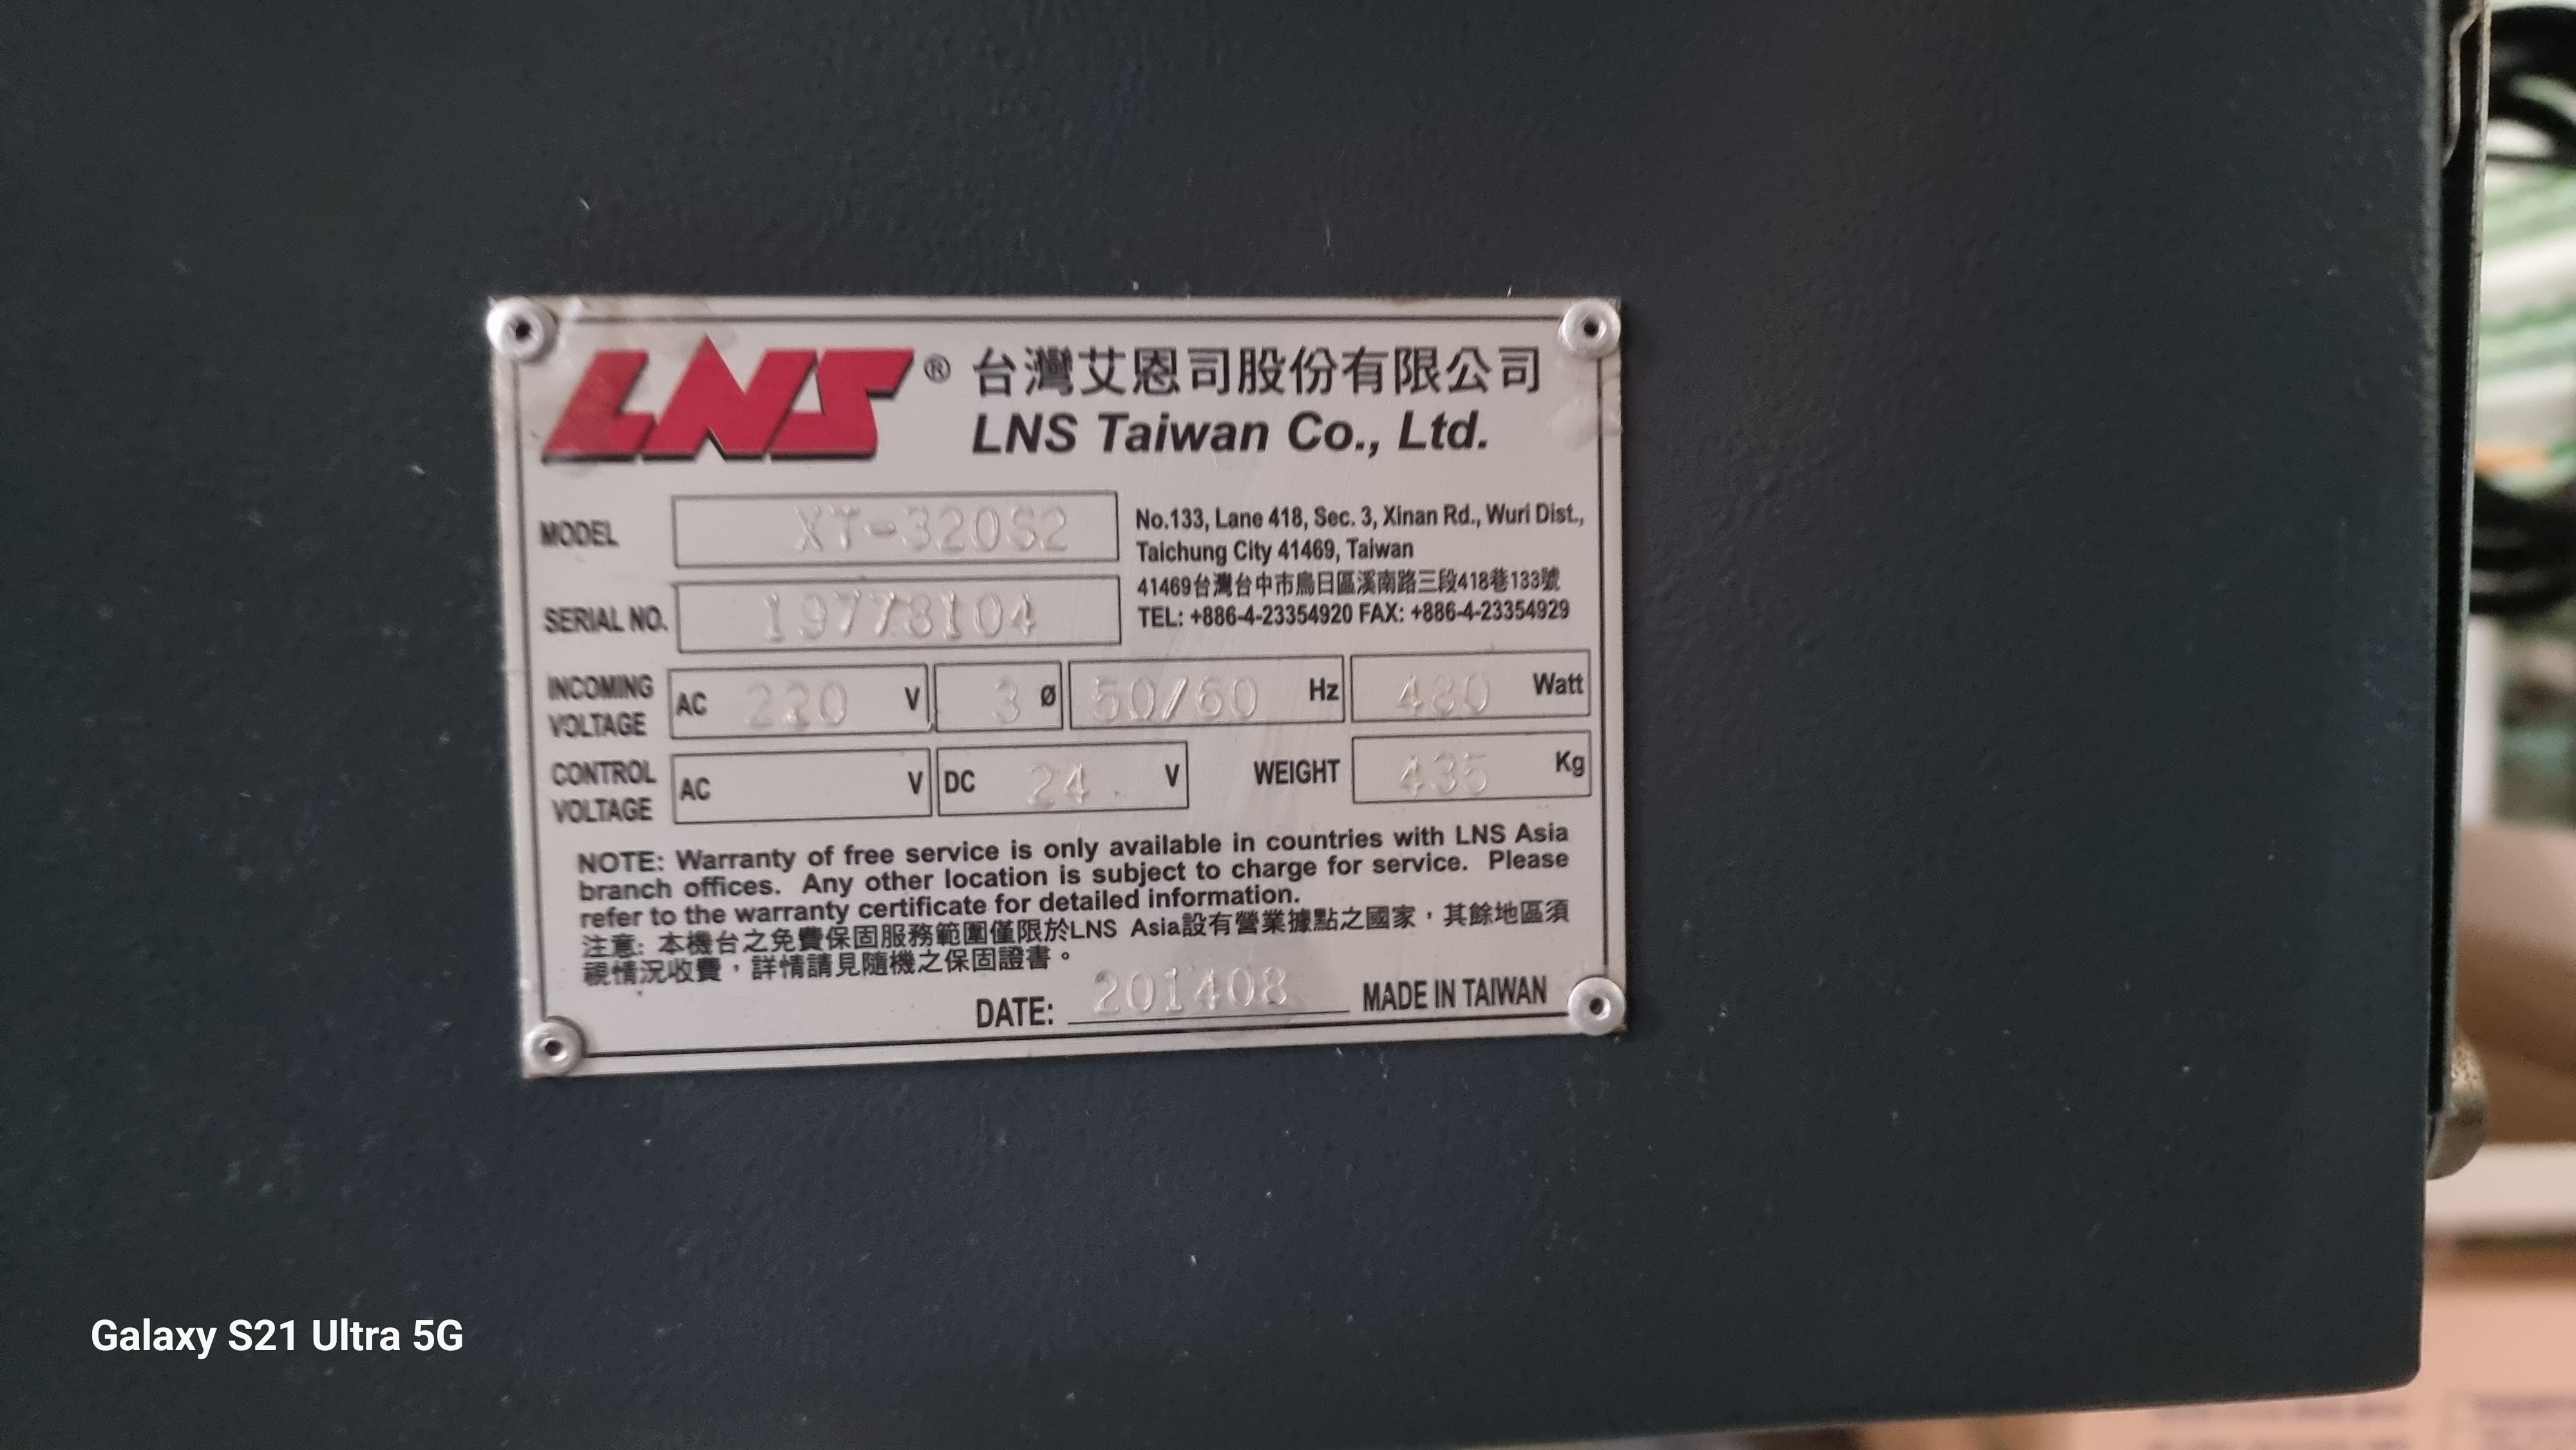 LNS® 台灣艾恩司股份有限公司
LNS Taiwan Co., Ltd.
MODEL XT-320S2
No.133, Lane 418, Sec. 3, Xinan Rd., Wuri Dist.,
Taichung City 41469, Taiwan
41469台灣台中市烏日區溪南路三段418巷133號
SERIAL NO. 19778104
TEL: +886-4-23354920 FAX: +886-4-23354929
INCOMING VOLTAGE AC 220 V 3 Ø 50/60 Hz 480 Watt
CONTROL VOLTAGE AC V DC 24 V WEIGHT 435 Kg
NOTE: Warranty of free service is only available in countries with LNS Asia
branch offices. Any other location is subject to charge for service. Please
refer to the warranty certificate for detailed information.
注意: 本機台之免費保固服務範圍僅限於LNS Asia設有營業據點之國家，其餘地區須
視情況收費，詳情請見隨機之保固證書。
DATE: 201408 MADE IN TAIWAN
Galaxy S21 Ultra 5G